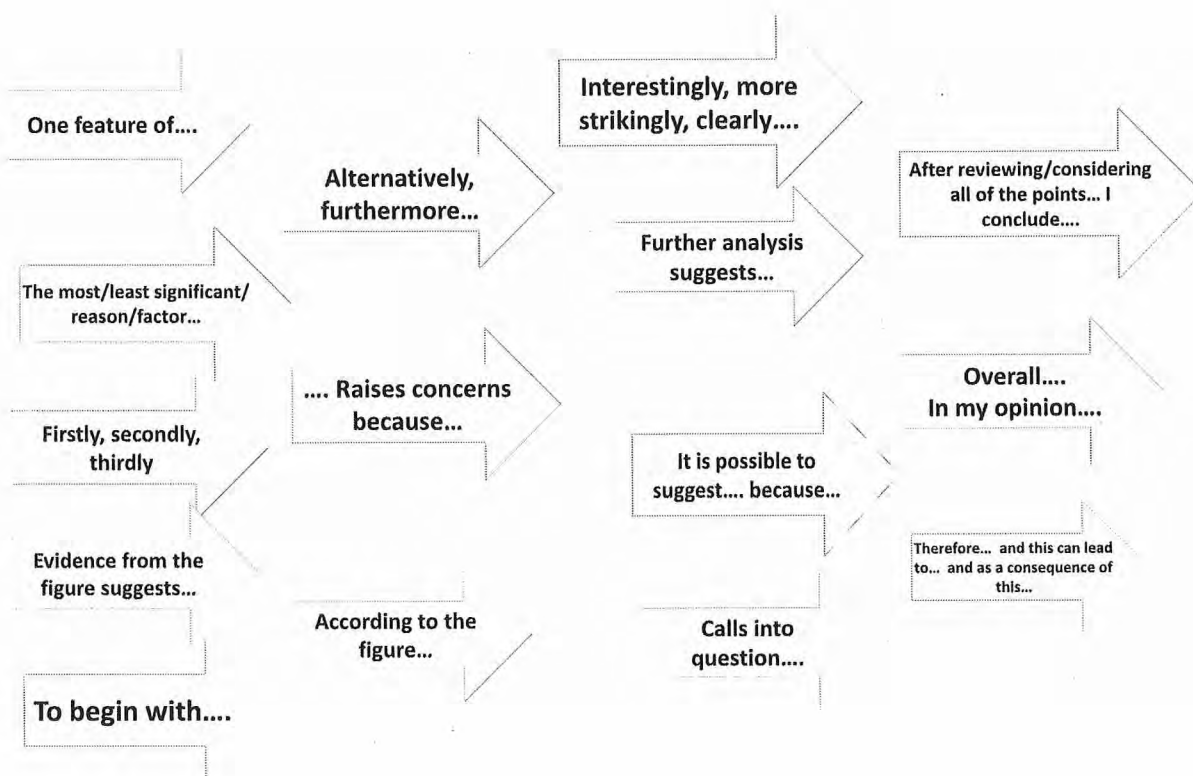 One feature of....
The most/least significant/
reason/factor...
Firstly, secondly,
thirdly
Evidence from the
figure suggests...
To begin with....
Alternatively,
furthermore...
.... Raises concerns
because...
According to the
figure...
Interestingly, more
strikingly, clearly....
Further analysis
suggests...
It is possible to
suggest.... because...
Calls into
question....
After reviewing/considering
all of the points... I
conclude....
Overall....
In my opinion....
Therefore... and this can lead
to... and as a consequence of
this...